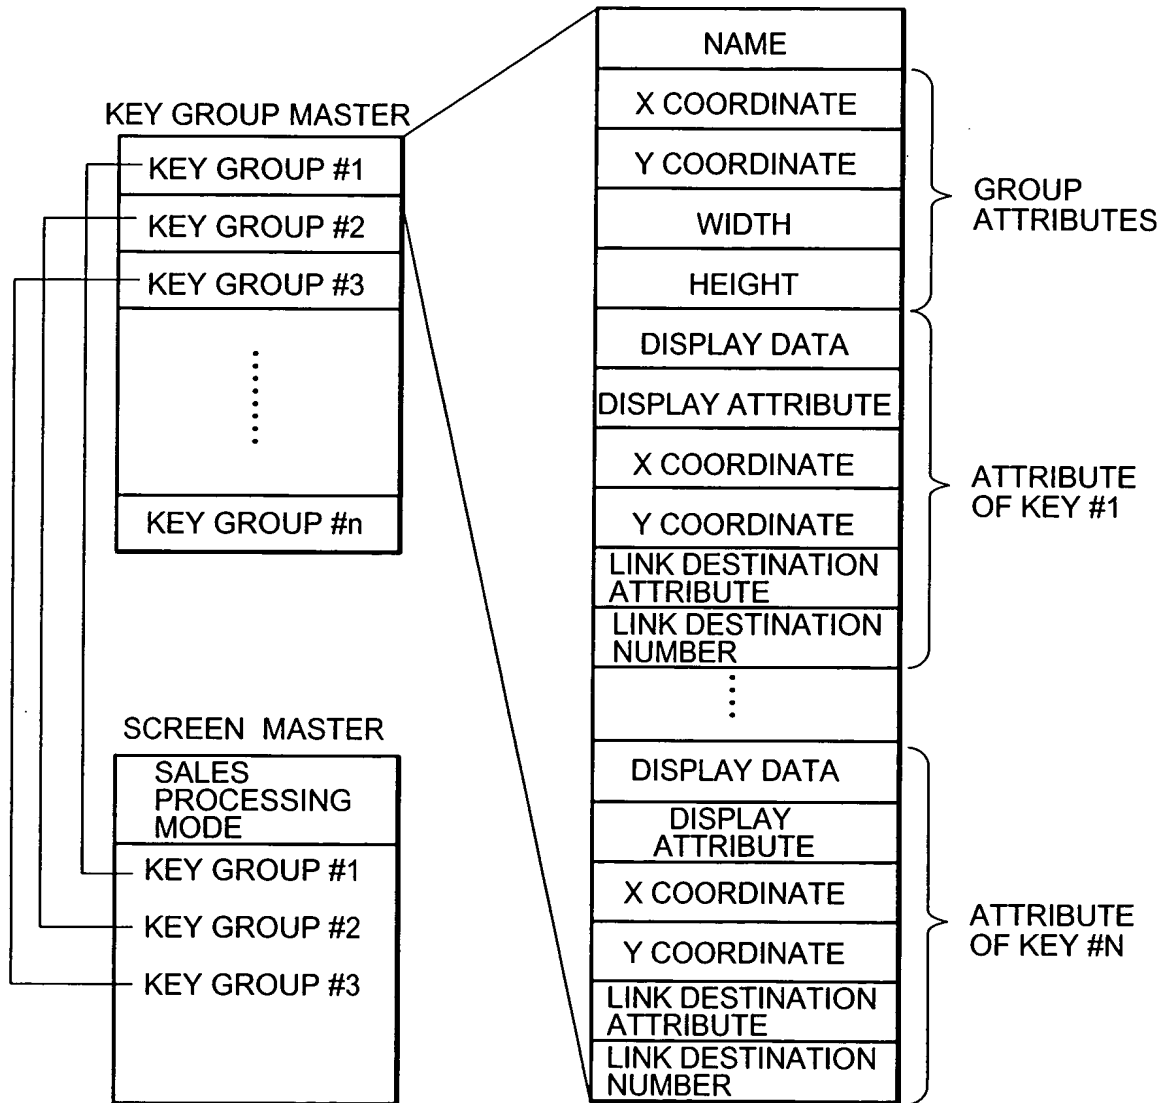 KEY GROUP MASTER
KEY GROUP #1
KEY GROUP #2
KEY GROUP #3
KEY GROUP #n
SCREEN MASTER
SALES
PROCESSING
MODE
KEY GROUP #1
KEY GROUP #2
KEY GROUP #3
NAME
X COORDINATE
Y COORDINATE
WIDTH
HEIGHT
GROUP
ATTRIBUTES
DISPLAY DATA
DISPLAY ATTRIBUTE
X COORDINATE
Y COORDINATE
LINK DESTINATION
ATTRIBUTE
LINK DESTINATION
NUMBER
ATTRIBUTE
OF KEY #1
DISPLAY DATA
DISPLAY
ATTRIBUTE
X COORDINATE
Y COORDINATE
LINK DESTINATION
ATTRIBUTE
LINK DESTINATION
NUMBER
ATTRIBUTE
OF KEY #N